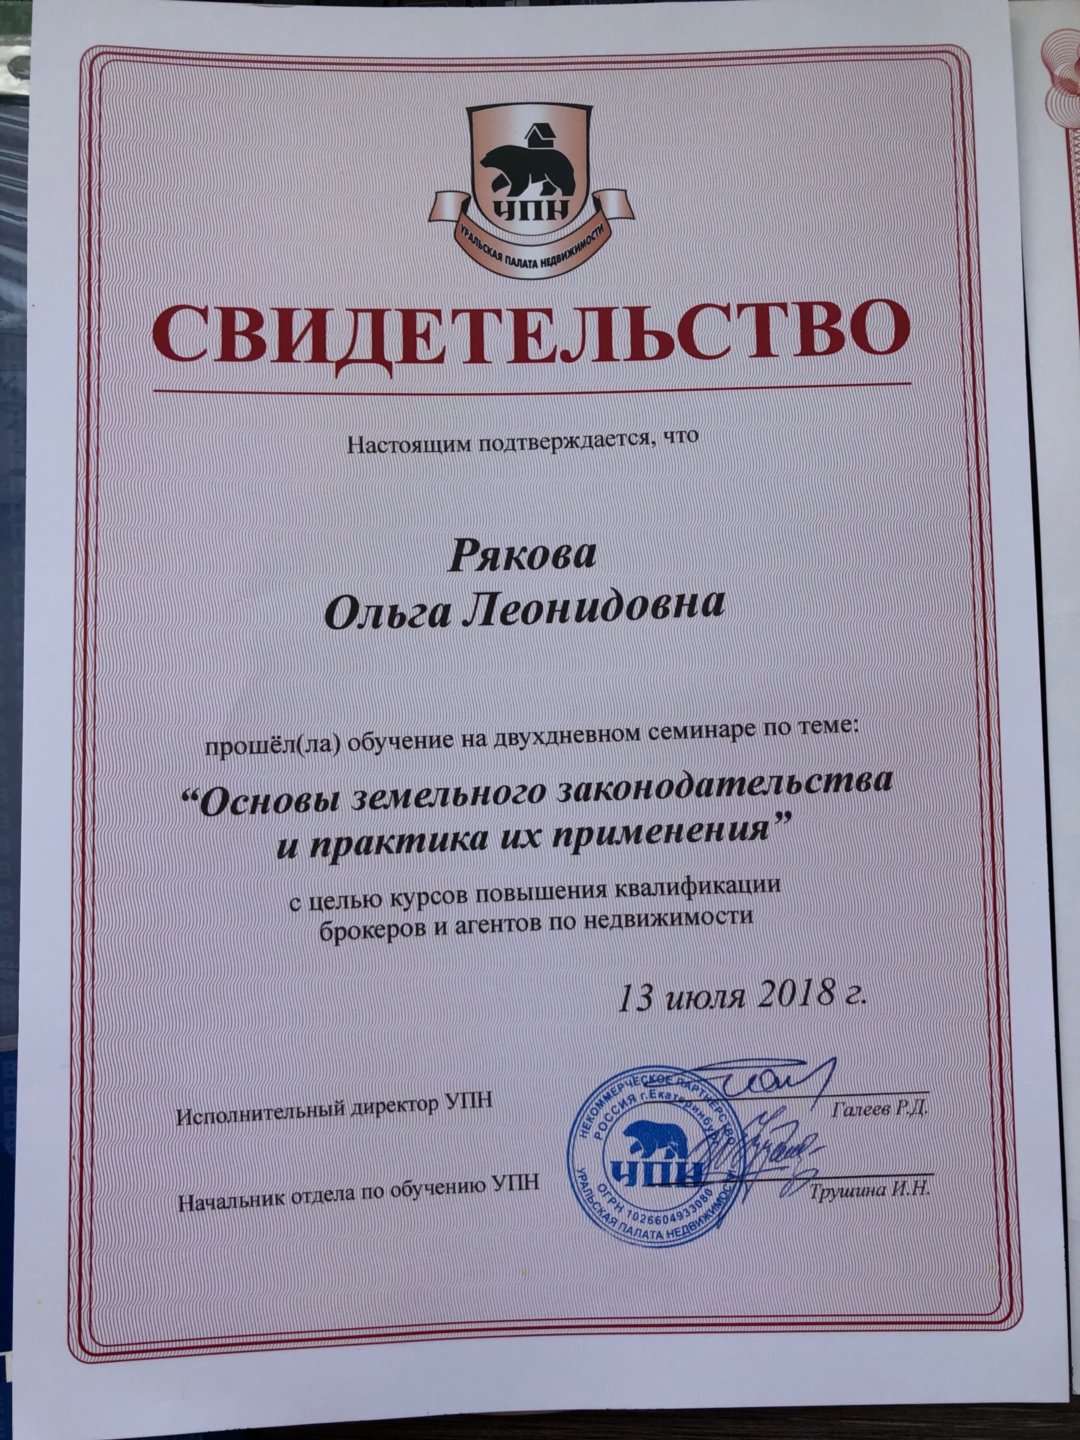 УПН
УРАЛЬСКАЯ ПАЛАТА НЕДВИЖИМОСТИ
СВИДЕТЕЛЬСТВО
Настоящим подтверждается, что
Рякова
Ольга Леонидовна
прошёл(ла) обучение на двухдневном семинаре по теме:
“Основы земельного законодательства
и практика их применения”
с целью курсов повышения квалификации
брокеров и агентов по недвижимости
13 июля 2018 г.
Исполнительный директор УПН
Галеев Р.Д.
Начальник отдела по обучению УПН
Трушина И.Н.
НЕКОММЕРЧЕСКОЕ ПАРТНЕРСТВО
РОССИЯ г.Екатеринбург
УПН
ОГРН 1026604933080
УРАЛЬСКАЯ ПАЛАТА НЕДВИЖИМОСТИ